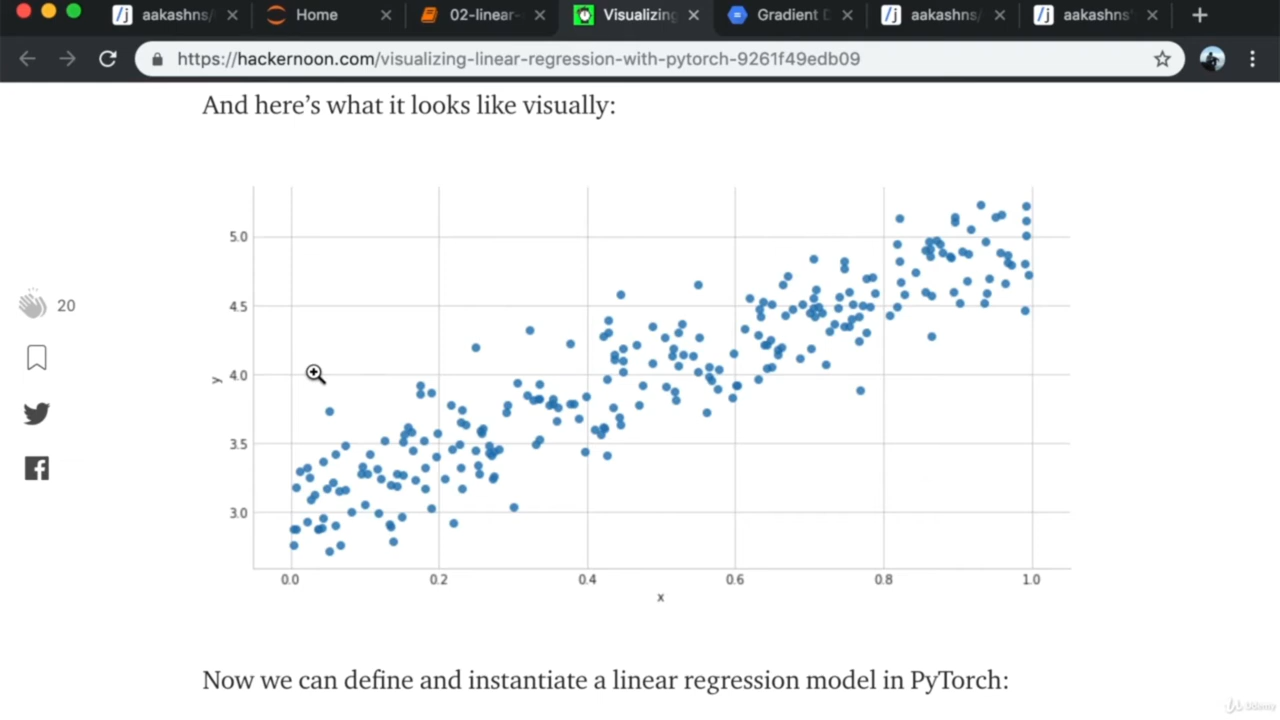 aakashns/
Home
02-linear-
Visualizing
Gradient D
aakashns/
aakashns'
https://hackernoon.com/visualizing-linear-regression-with-pytorch-9261f49edb09
And here’s what it looks like visually:
20
5.0
4.5
4.0
3.5
3.0
y
0.0 0.2 0.4 0.6 0.8 1.0
x
Now we can define and instantiate a linear regression model in PyTorch:
Udemy